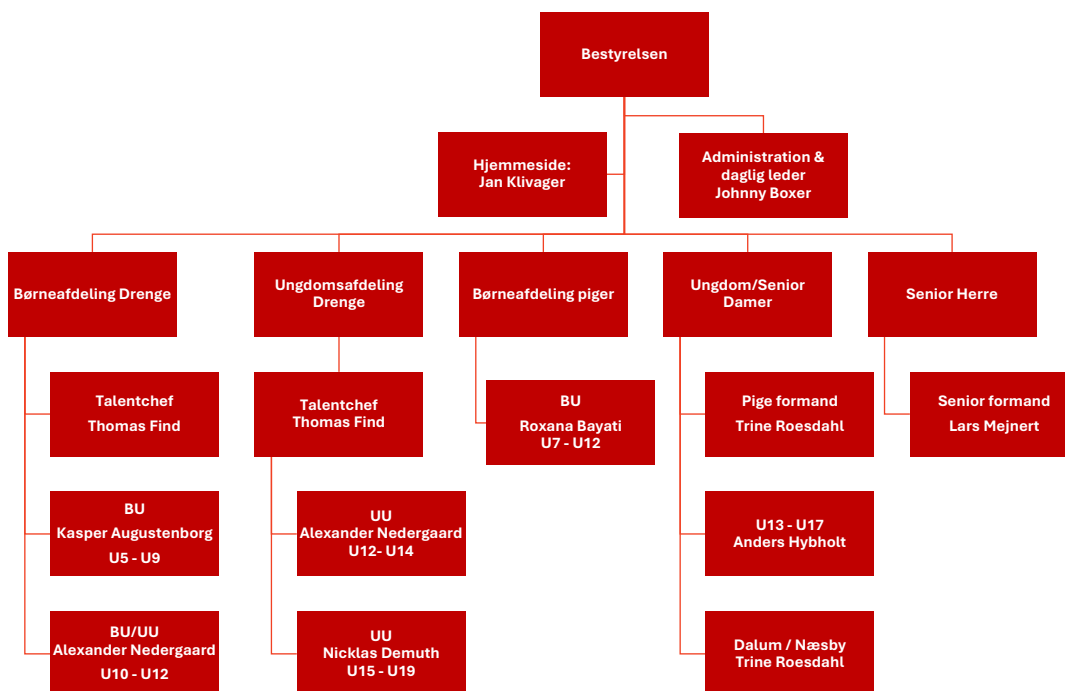 Bestyrelsen
Hjemmeside:
Jan Klivager
Administration &
daglig leder
Johnny Boxer
Børneafdeling Drenge
Ungdomsafdeling
Drenge
Børneafdeling piger
Ungdom/Senior
Damer
Senior Herre
Talentchef
Thomas Find
Talentchef
Thomas Find
BU
Roxana Bayati
U7 - U12
Pige formand
Trine Roesdahl
Senior formand
Lars Mejnert
BU
Kasper Augustenborg
U5 - U9
UU
Alexander Nedergaard
U12- U14
U13 - U17
Anders Hybholt
BU/UU
Alexander Nedergaard
U10 - U12
UU
Nicklas Demuth
U15 - U19
Dalum / Næsby
Trine Roesdahl